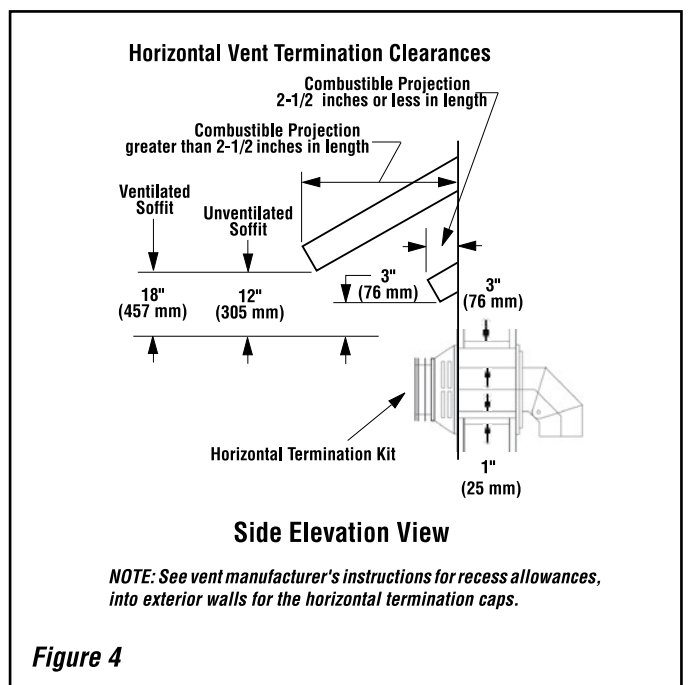 Horizontal Vent Termination Clearances
Combustible Projection
2-1/2 inches or less in length
Combustible Projection
greater than 2-1/2 inches in length
Ventilated
Soffit
Unventilated
Soffit
18"
(457 mm)
12"
(305 mm)
3"
(76 mm)
3"
(76 mm)
Horizontal Termination Kit
1"
(25 mm)
Side Elevation View
NOTE: See vent manufacturer's instructions for recess allowances,
into exterior walls for the horizontal termination caps.
Figure 4